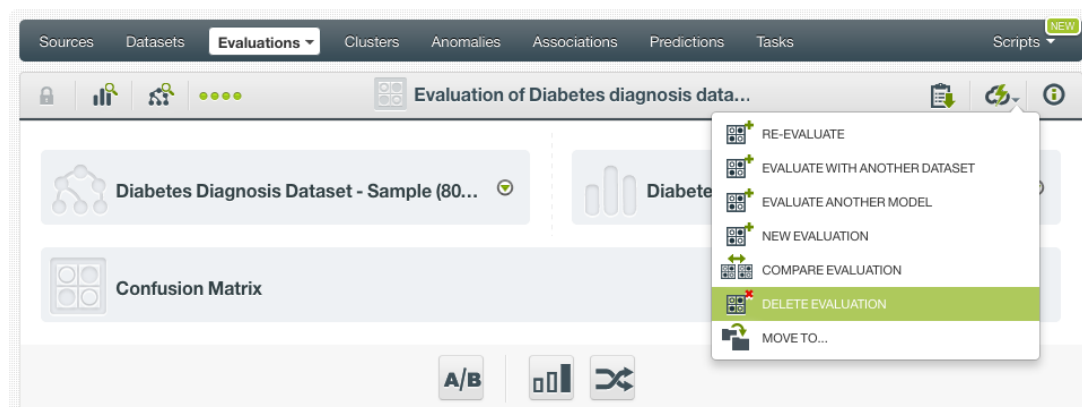 Sources Datasets Evaluations Clusters Anomalies Associations Predictions Tasks Scripts NEW
Evaluation of Diabetes diagnosis data...
RE-EVALUATE
EVALUATE WITH ANOTHER DATASET
Diabetes Diagnosis Dataset - Sample (80... Diabete
EVALUATE ANOTHER MODEL
NEW EVALUATION
COMPARE EVALUATION
Confusion Matrix
DELETE EVALUATION
MOVE TO...
A/B